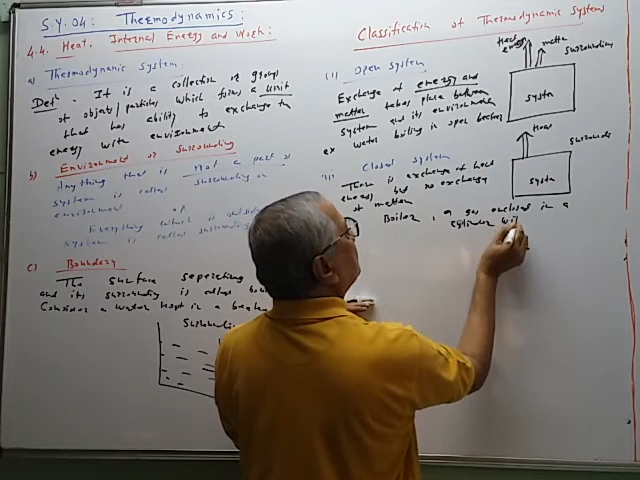 S.Y. 04: Thermodynamics:
4.4. Heat, Internal Energy and Work:
a) Thermodynamic System:
Defn. It is a collection or group
of objects/particles which forms a unit
that has ability to exchange
energy with environment
b) Environment or Surrounding
Anything that is not a part of
system is called surrounding or
environment
OR
Everything which is outside
system is called
c) Boundary
The surface seperating
and its surrounding is called
Consider a water kept in a beaker
Surrounding
Classification of Thermodynamic Systems
(i) Open System
Exchange of energy and
matter takes place between
system and its environment
ex water boiling in open beaker
heat
energy
matter
surrounding
system
(ii) Closed system
There is exchange of heat
energy but no exchange
of matter
Boiler, a gas enclosed in a
cylinder wi
heat
system